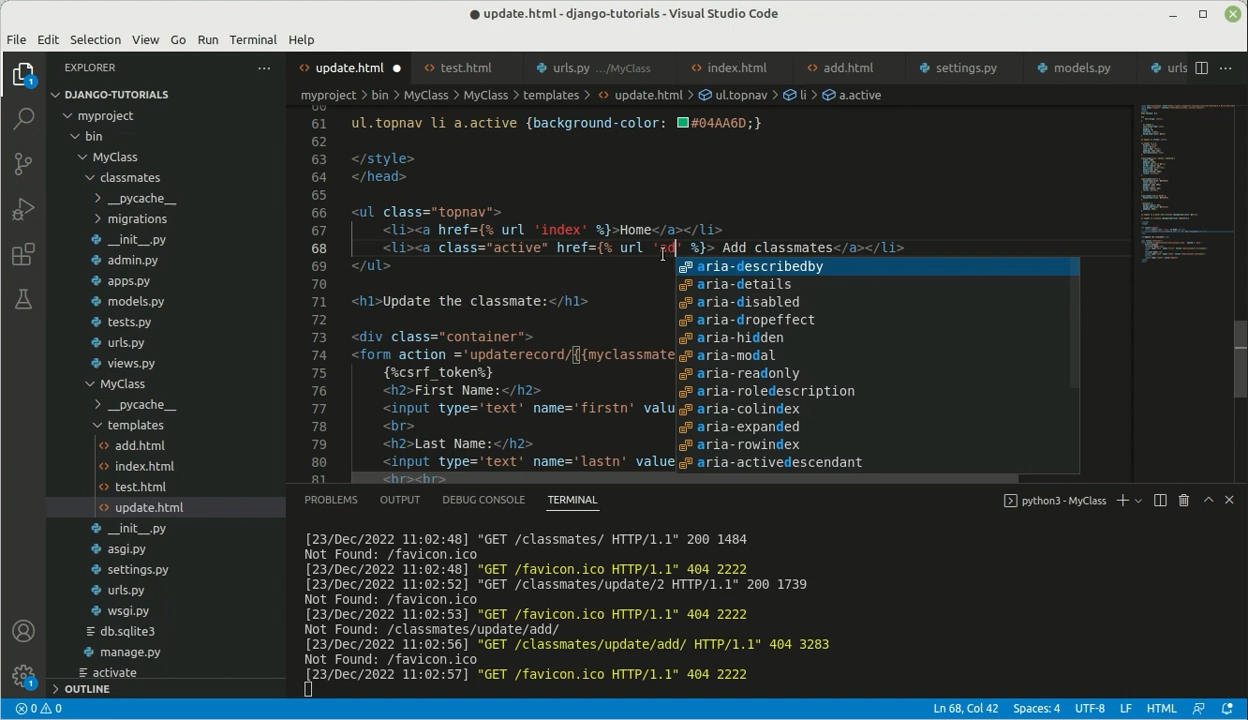 update.html - django-tutorials - Visual Studio Code
File Edit Selection View Go Run Terminal Help
EXPLORER
update.html test.html urls.py .../MyClass index.html add.html settings.py models.py urls
DJANGO-TUTORIALS
myproject > bin > MyClass > MyClass > templates > update.html > ul.topnav > li > a.active
myproject
bin
MyClass
classmates
__pycache__
migrations
__init__.py
admin.py
apps.py
models.py
tests.py
urls.py
views.py
MyClass
__pycache__
templates
add.html
index.html
test.html
update.html
__init__.py
asgi.py
settings.py
urls.py
wsgi.py
db.sqlite3
manage.py
activate
OUTLINE
60
61 ul.topnav li a.active {background-color: #04AA6D;}
62
63 </style>
64 </head>
65
66 <ul class="topnav">
67 <li><a href={% url 'index' %}>Home</a></li>
68 <li><a class="active" href={% url 'ad' %}> Add classmates</a></li>
69 </ul>
70
71 <h1>Update the classmate:</h1>
72
73 <div class="container">
74 <form action ='updaterecord/{{myclassmate
75 {%csrf_token%}
76 <h2>First Name:</h2>
77 <input type='text' name='firstn' valu
78 <br>
79 <h2>Last Name:</h2>
80 <input type='text' name='lastn' value
81 <br><br>
aria-describedby
aria-details
aria-disabled
aria-dropeffect
aria-hidden
aria-modal
aria-readonly
aria-roledescription
aria-colindex
aria-expanded
aria-rowindex
aria-activedescendant
PROBLEMS OUTPUT DEBUG CONSOLE TERMINAL python3 - MyClass
[23/Dec/2022 11:02:48] "GET /classmates/ HTTP/1.1" 200 1484
Not Found: /favicon.ico
[23/Dec/2022 11:02:48] "GET /favicon.ico HTTP/1.1" 404 2222
[23/Dec/2022 11:02:52] "GET /classmates/update/2 HTTP/1.1" 200 1739
Not Found: /favicon.ico
[23/Dec/2022 11:02:53] "GET /favicon.ico HTTP/1.1" 404 2222
Not Found: /classmates/update/add/
[23/Dec/2022 11:02:56] "GET /classmates/update/add/ HTTP/1.1" 404 3283
Not Found: /favicon.ico
[23/Dec/2022 11:02:57] "GET /favicon.ico HTTP/1.1" 404 2222
0 0 Ln 68, Col 42 Spaces: 4 UTF-8 LF HTML